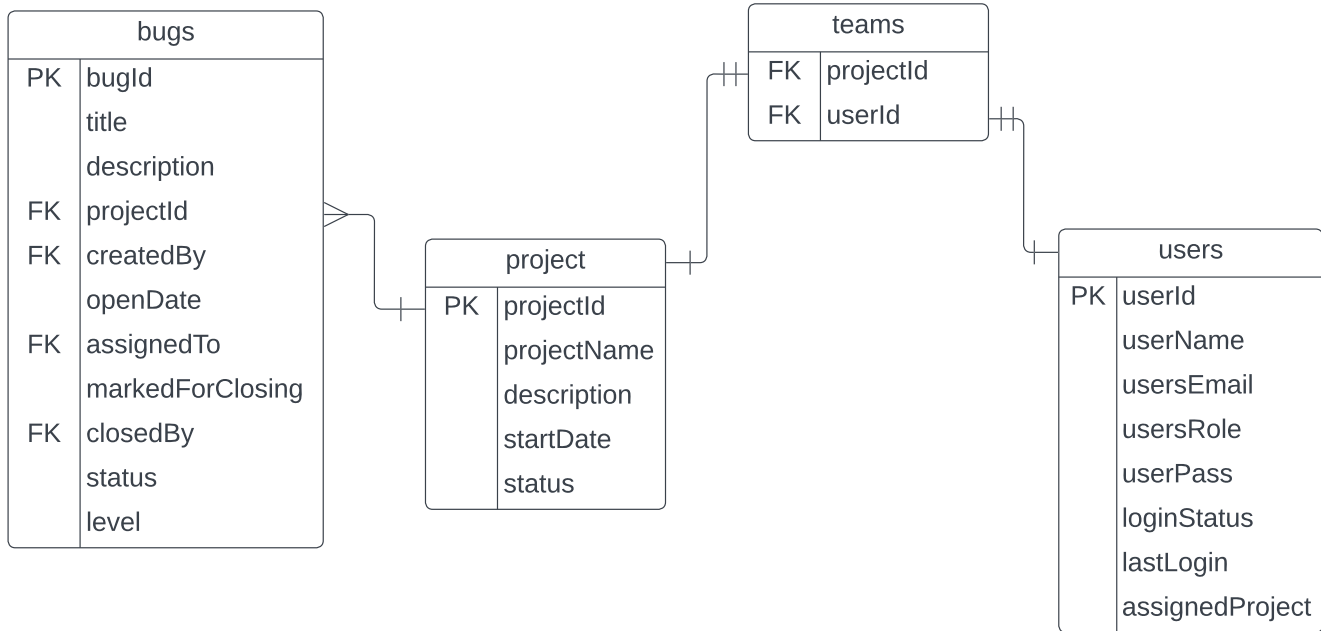 bugs
PK bugId
title
description
FK projectId
FK createdBy
openDate
FK assignedTo
markedForClosing
FK closedBy
status
level
project
PK projectId
projectName
description
startDate
status
teams
FK projectId
FK userId
users
PK userId
userName
usersEmail
usersRole
userPass
loginStatus
lastLogin
assignedProject